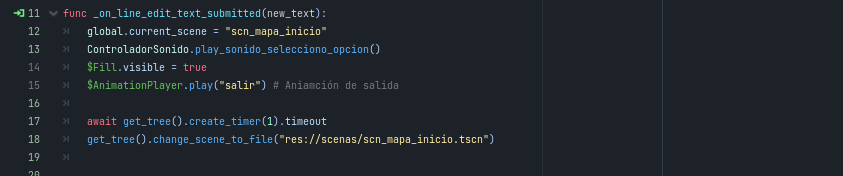 11 func _on_line_edit_text_submitted(new_text):
12 global.current_scene = "scn_mapa_inicio"
13 ControladorSonido.play_sonido_selecciono_opcion()
14 $Fill.visible = true
15 $AnimationPlayer.play("salir") # Aniamción de salida
16
17 await get_tree().create_timer(1).timeout
18 get_tree().change_scene_to_file("res://scenas/scn_mapa_inicio.tscn")
19
20